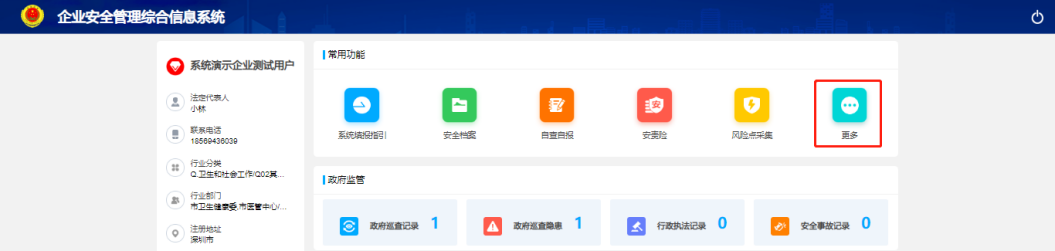 企业安全管理综合信息系统
系统演示企业测试用户
法定代表人
小林
联系电话
18569436039
行业分类
Q.卫生和社会工作/Q02其...
行业部门
市卫生健康委,市医管中心/...
注册地址
深圳市
常用功能
系统填报指引
安全档案
自查自报
安责险
风险点采集
更多
政府监管
政府巡查记录 1
政府巡查隐患 1
行政执法记录 0
安全事故记录 0